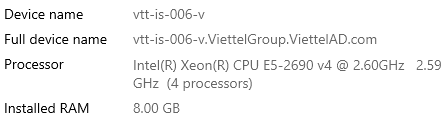 Device name vtt-is-006-v
Full device name vtt-is-006-v.ViettelGroup.ViettelAD.com
Processor Intel(R) Xeon(R) CPU E5-2690 v4 @ 2.60GHz 2.59
GHz (4 processors)
Installed RAM 8.00 GB